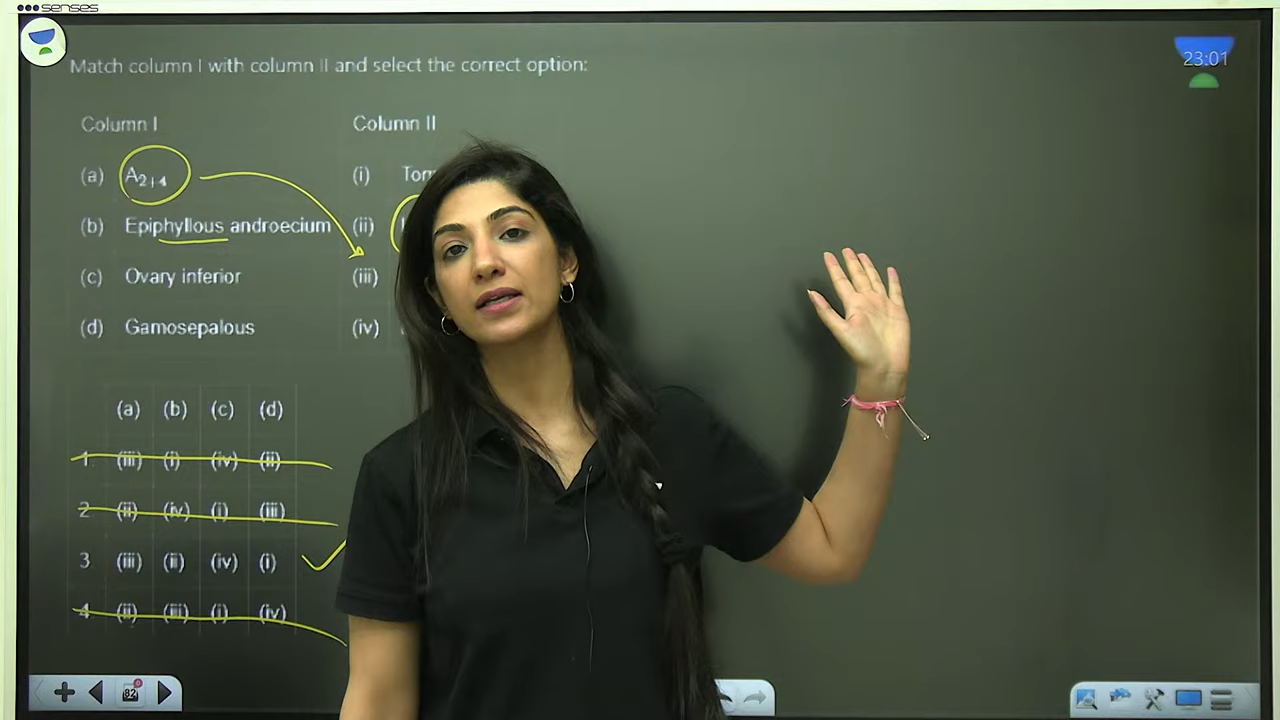 senses
23:01
Match column I with column II and select the correct option:
Column I Column II
(a) A2+4 (i)
(b) Epiphyllous androecium (ii)
(c) Ovary inferior (iii)
(d) Gamosepalous (iv)
(a) (b) (c) (d)
1 (iii) (i) (iv) (ii)
2 (ii) (iv) (i) (iii)
3 (iii) (ii) (iv) (i)
4 (ii) (iii) (i) (iv)
92